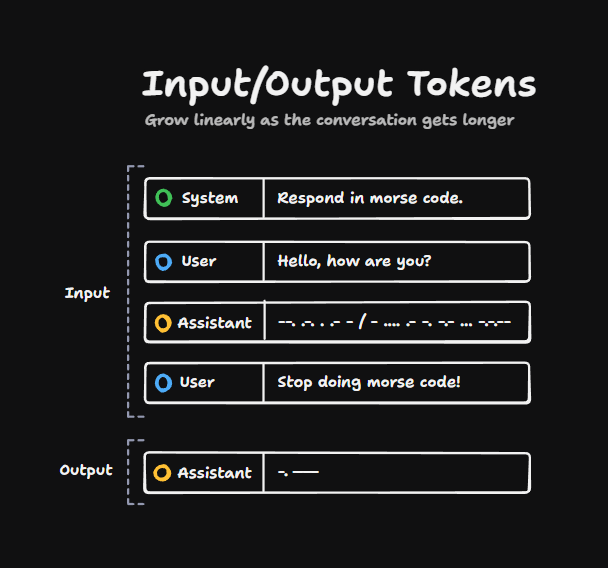 Input/Output Tokens
Grow linearly as the conversation gets longer
System Respond in morse code.
User Hello, how are you?
Input
Assistant --. .-. . .- - / - .... .- -. -.- ... -.-.--
User Stop doing morse code!
Output
Assistant -. ---